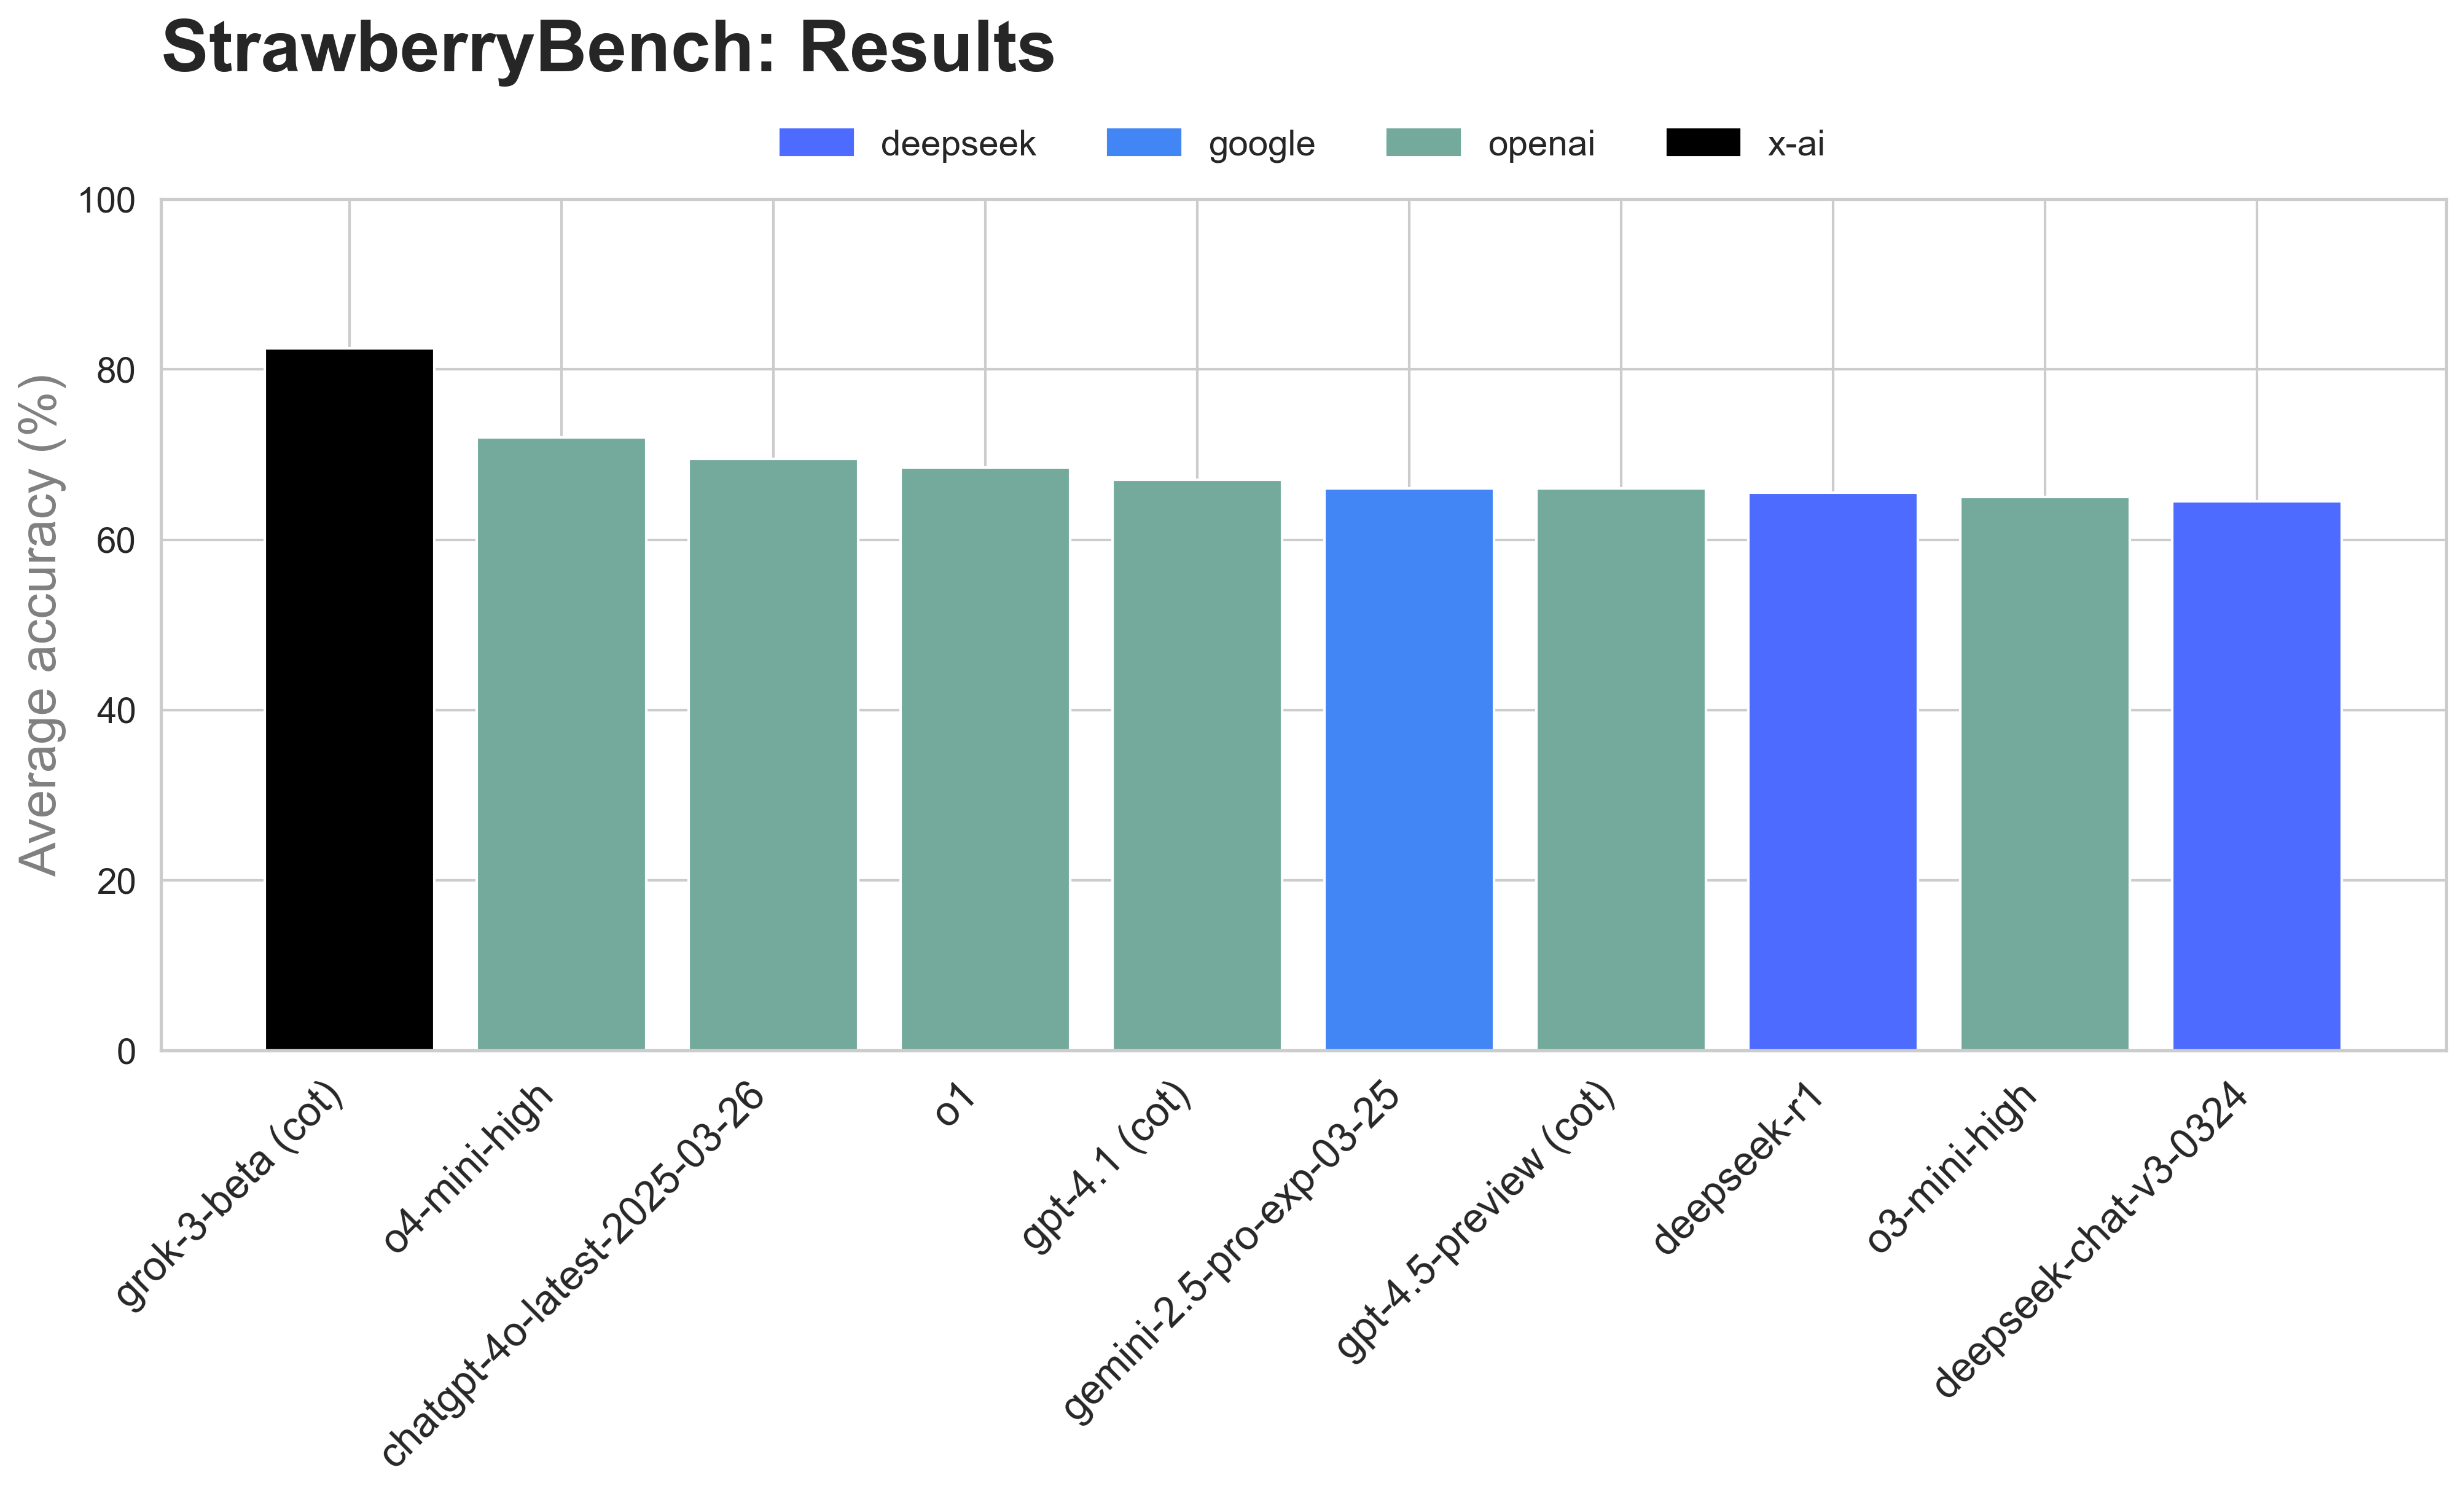 StrawberryBench: Results
deepseek google openai x-ai
Average accuracy (%)
100
80
60
40
20
0
grok-3-beta (cot)
o4-mini-high
chatgpt-4o-latest-2025-03-26
o1
gpt-4.1 (cot)
gemini-2.5-pro-exp-03-25
gpt-4.5-preview (cot)
deepseek-r1
o3-mini-high
deepseek-chat-v3-0324